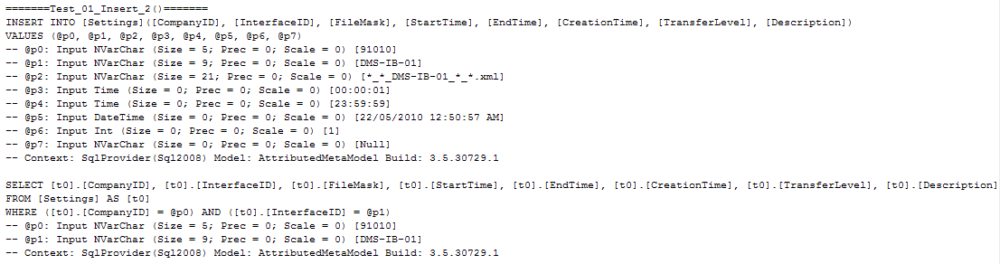 =======Test_01_Insert_2()=======
INSERT INTO [Settings]([CompanyID], [InterfaceID], [FileMask], [StartTime], [EndTime], [CreationTime], [TransferLevel], [Description])
VALUES (@p0, @p1, @p2, @p3, @p4, @p5, @p6, @p7)
-- @p0: Input NVarChar (Size = 5; Prec = 0; Scale = 0) [91010]
-- @p1: Input NVarChar (Size = 9; Prec = 0; Scale = 0) [DMS-IB-01]
-- @p2: Input NVarChar (Size = 21; Prec = 0; Scale = 0) [*_*_DMS-IB-01_*_*.xml]
-- @p3: Input Time (Size = 0; Prec = 0; Scale = 0) [00:00:01]
-- @p4: Input Time (Size = 0; Prec = 0; Scale = 0) [23:59:59]
-- @p5: Input DateTime (Size = 0; Prec = 0; Scale = 0) [22/05/2010 12:50:57 AM]
-- @p6: Input Int (Size = 0; Prec = 0; Scale = 0) [1]
-- @p7: Input NVarChar (Size = 0; Prec = 0; Scale = 0) [Null]
-- Context: SqlProvider(Sql2008) Model: AttributedMetaModel Build: 3.5.30729.1
SELECT [t0].[CompanyID], [t0].[InterfaceID], [t0].[FileMask], [t0].[StartTime], [t0].[EndTime], [t0].[CreationTime], [t0].[TransferLevel], [t0].[Description]
FROM [Settings] AS [t0]
WHERE ([t0].[CompanyID] = @p0) AND ([t0].[InterfaceID] = @p1)
-- @p0: Input NVarChar (Size = 5; Prec = 0; Scale = 0) [91010]
-- @p1: Input NVarChar (Size = 9; Prec = 0; Scale = 0) [DMS-IB-01]
-- Context: SqlProvider(Sql2008) Model: AttributedMetaModel Build: 3.5.30729.1